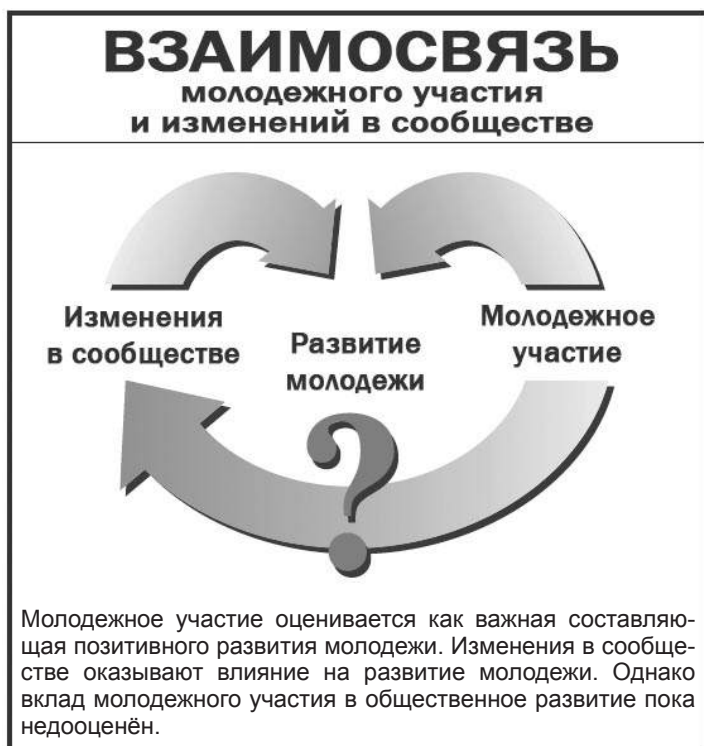 ВЗАИМОСВЯЗЬ
молодежного участия
и изменений в сообществе
Изменения
в сообществе
Развитие
молодежи
Молодежное
участие
?
Молодежное участие оценивается как важная составляю-
щая позитивного развития молодежи. Изменения в сообще-
стве оказывают влияние на развитие молодежи. Однако
вклад молодежного участия в общественное развитие пока
недооценён.